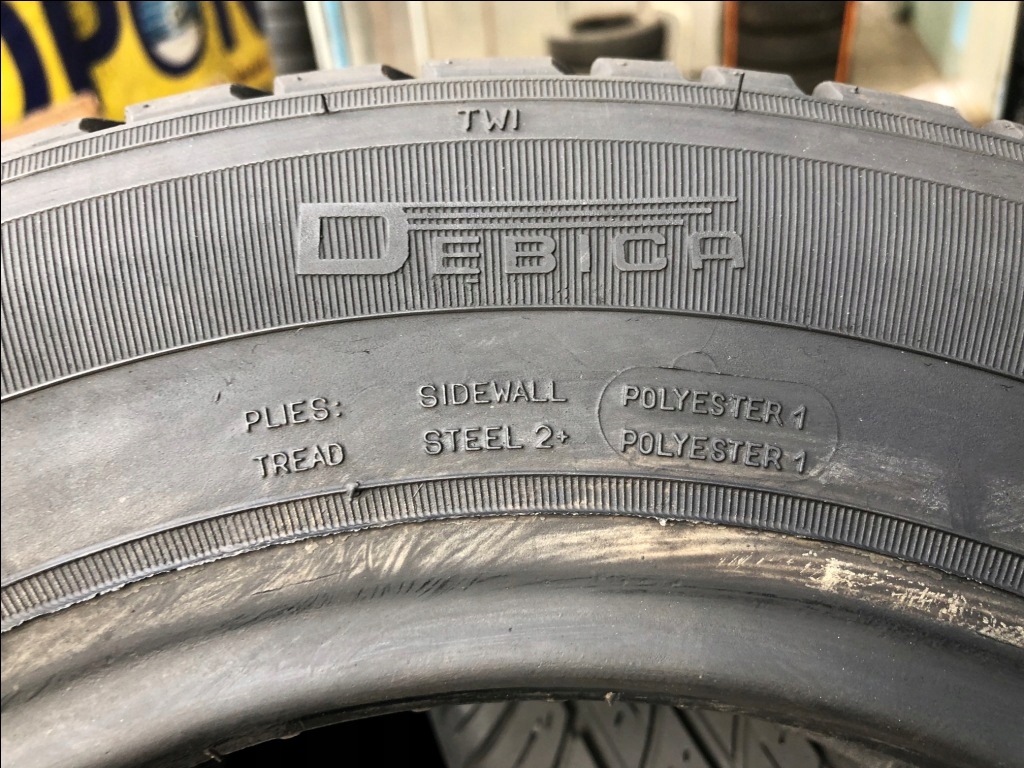 TWI
DĘBICA
PLIES: SIDEWALL POLYESTER 1
TREAD STEEL 2+ POLYESTER 1